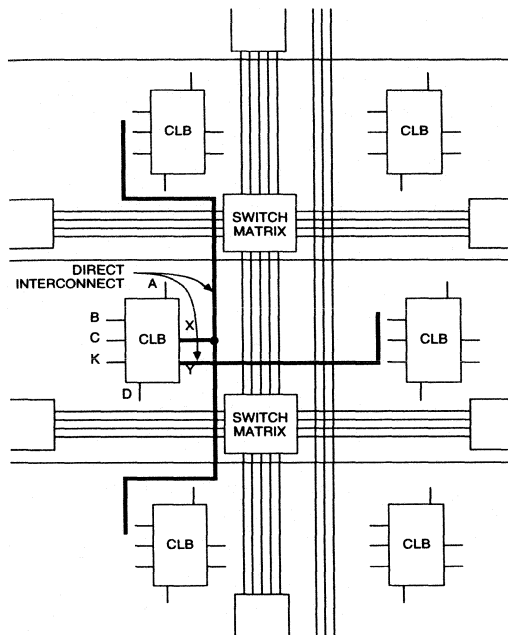 CLB
CLB
SWITCH
MATRIX
DIRECT
INTERCONNECT
A
B
X
C
CLB
CLB
K
Y
D
SWITCH
MATRIX
CLB
CLB